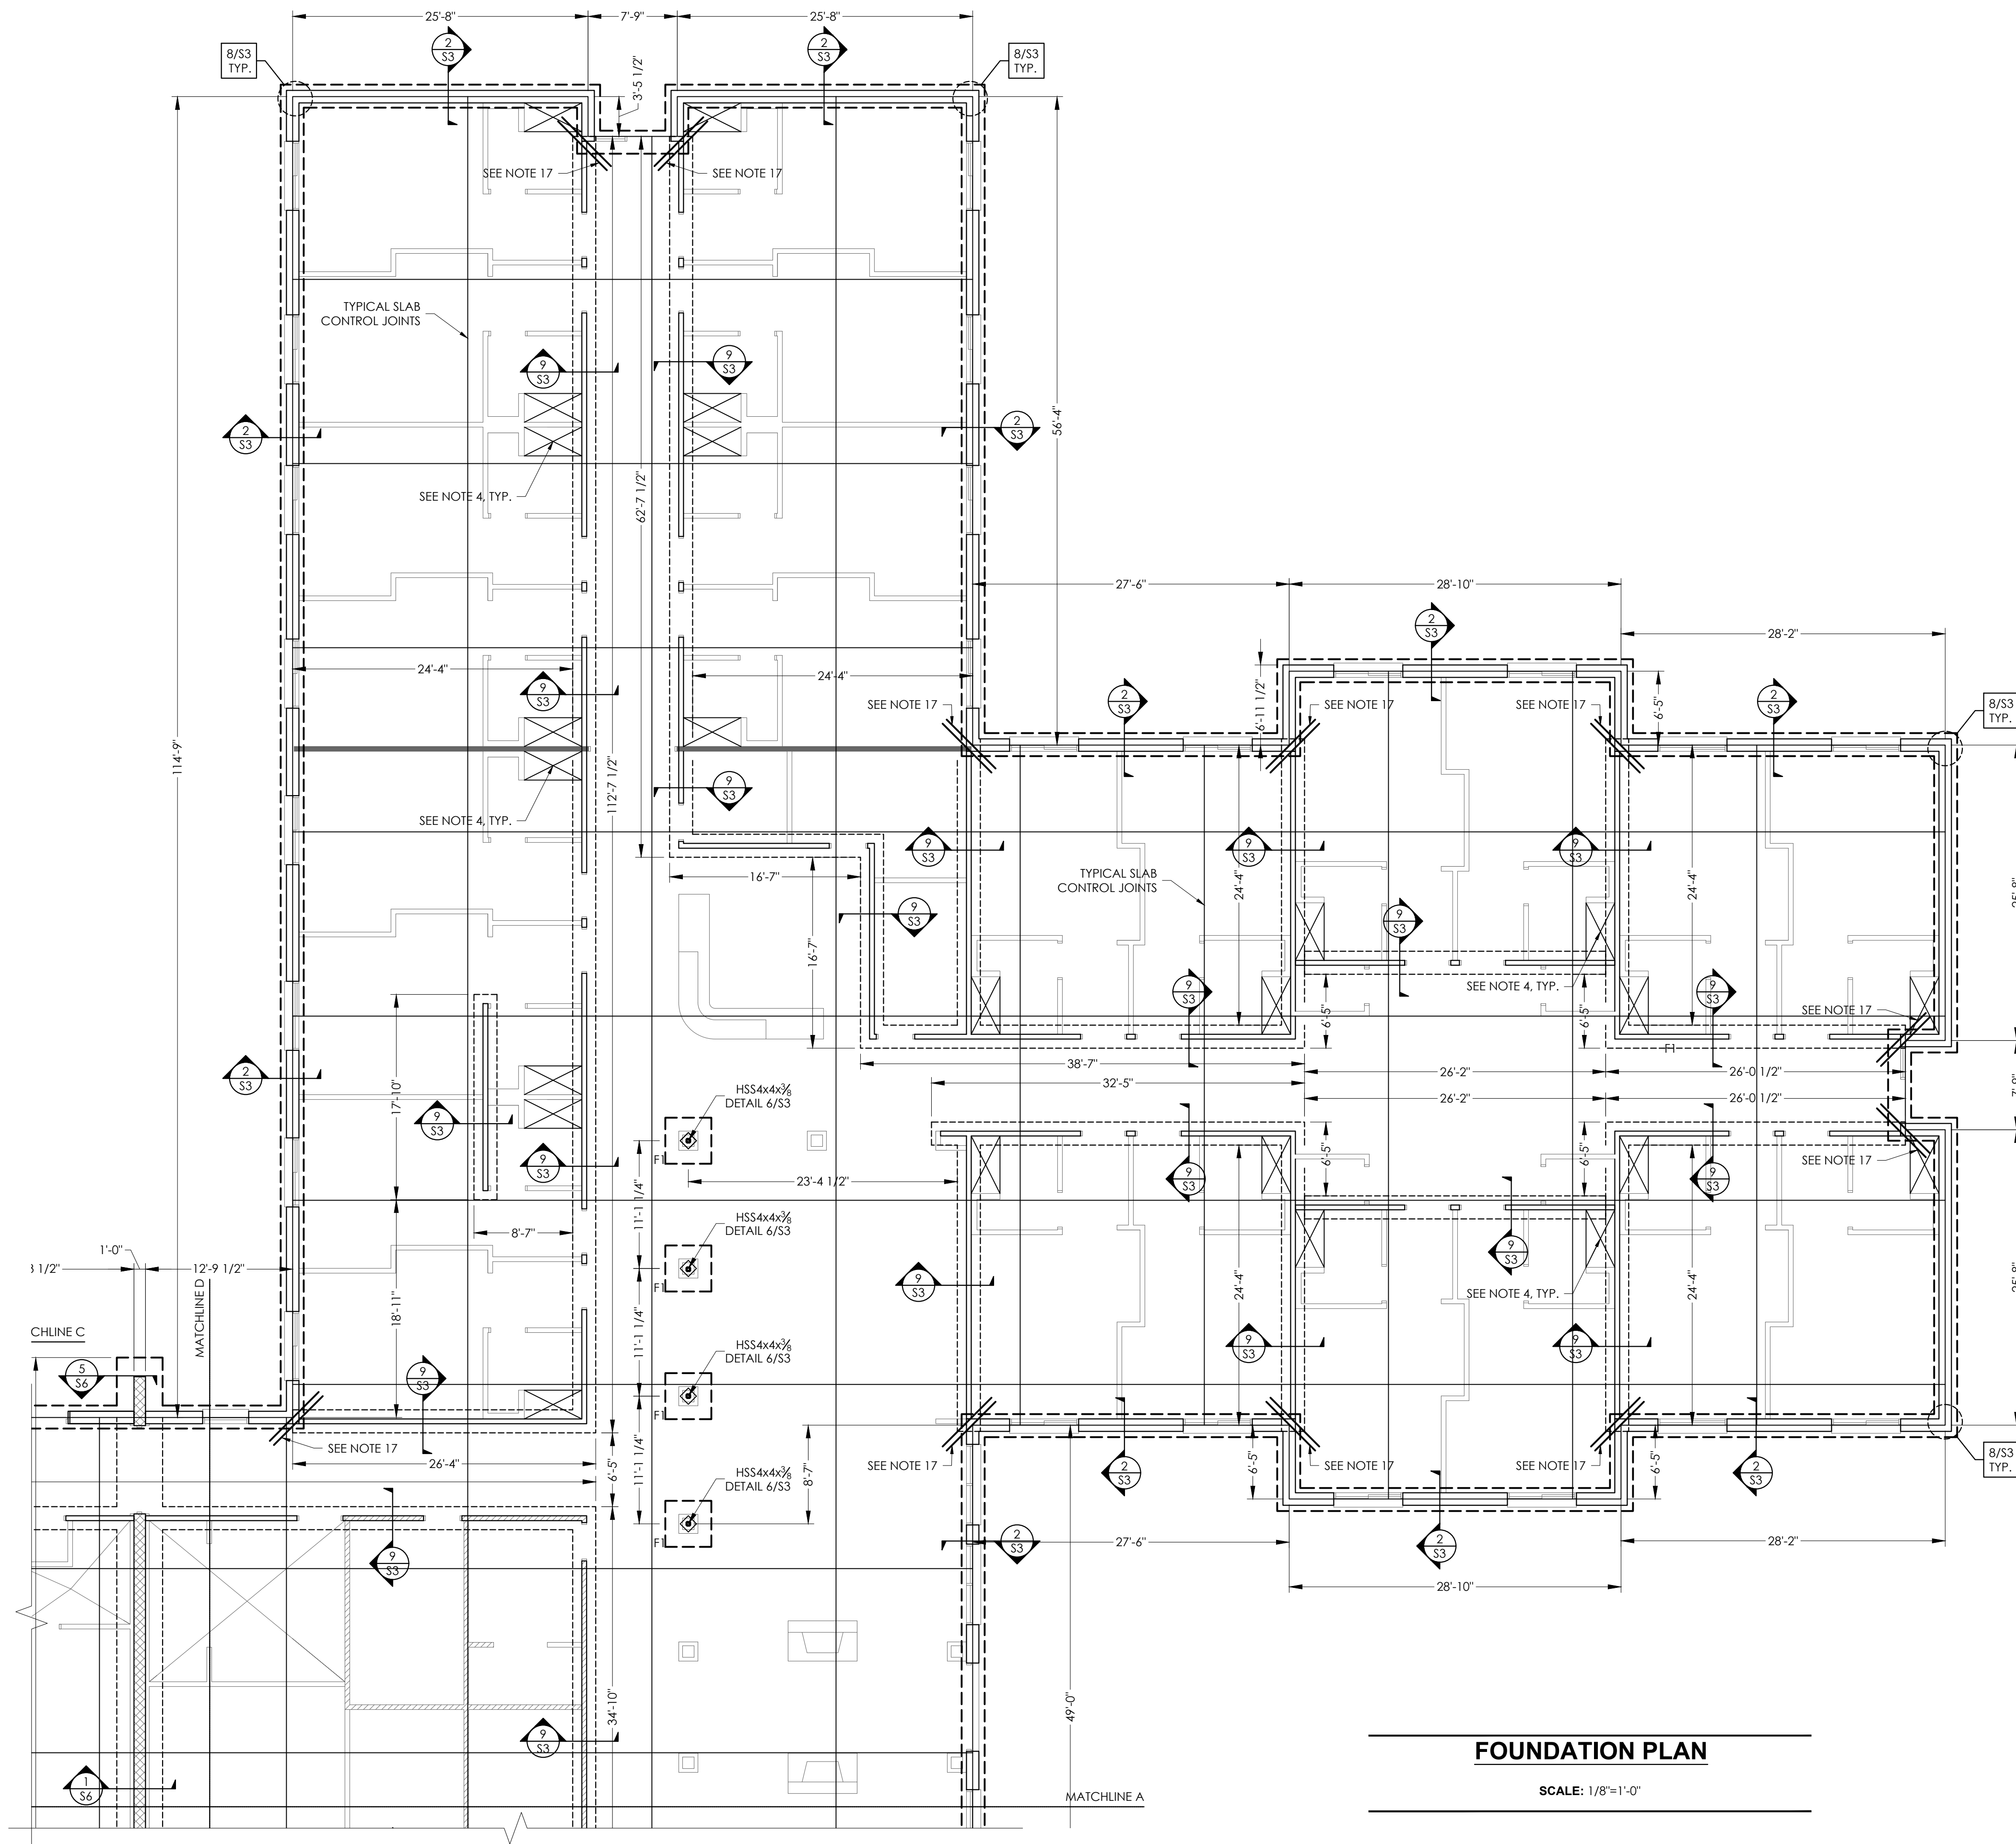 25'-8"
7'-9"
25'-8"
2
S3
2
S3
8/S3
TYP.
8/S3
TYP.
3'-5 1/2"
SEE NOTE 17
SEE NOTE 17
TYPICAL SLAB
CONTROL JOINTS
9
S3
9
S3
2
S3
2
S3
56'-4"
SEE NOTE 4, TYP.
62'-7 1/2"
27'-6"
28'-10"
28'-2"
2
S3
24'-4"
24'-4"
9
S3
SEE NOTE 17
2
S3
6'-11 1/2"
SEE NOTE 17
SEE NOTE 17
6'-5"
2
S3
8/S3
TYP.
114'-9"
112'-7 1/2"
9
S3
SEE NOTE 4, TYP.
9
S3
9
S3
9
S3
16'-7"
TYPICAL SLAB
CONTROL JOINTS
24'-4"
24'-4"
25'-8"
9
S3
9
S3
16'-7"
9
S3
SEE NOTE 4, TYP.
9
S3
SEE NOTE 17
6'-5"
6'-5"
F1
2
S3
17'-10"
38'-7"
32'-5"
26'-2"
26'-0 1/2"
26'-2"
26'-0 1/2"
7'-9"
HSS4x4x3/8
DETAIL 6/S3
9
S3
9
S3
F1
11'-1 1/4"
23'-4 1/2"
6'-5"
6'-5"
9
S3
9
S3
SEE NOTE 17
8'-7"
HSS4x4x3/8
DETAIL 6/S3
F1
9
S3
9
S3
24'-4"
24'-4"
25'-8"
SEE NOTE 4, TYP.
1'-0"
12'-9 1/2"
MATCHLINE D
18'-11"
11'-1 1/4"
HSS4x4x3/8
DETAIL 6/S3
F1
9
S3
9
S3
5
S6
9
S3
SEE NOTE 17
26'-4"
6'-5"
11'-1 1/4"
HSS4x4x3/8
DETAIL 6/S3
F1
8'-7"
SEE NOTE 17
2
S3
6'-5"
SEE NOTE 17
SEE NOTE 17
6'-5"
2
S3
8/S3
TYP.
9
S3
2
S3
27'-6"
2
S3
28'-2"
28'-10"
34'-10"
49'-0"
9
S3
1
S6
MATCHLINE A
FOUNDATION PLAN
SCALE: 1/8"=1'-0"